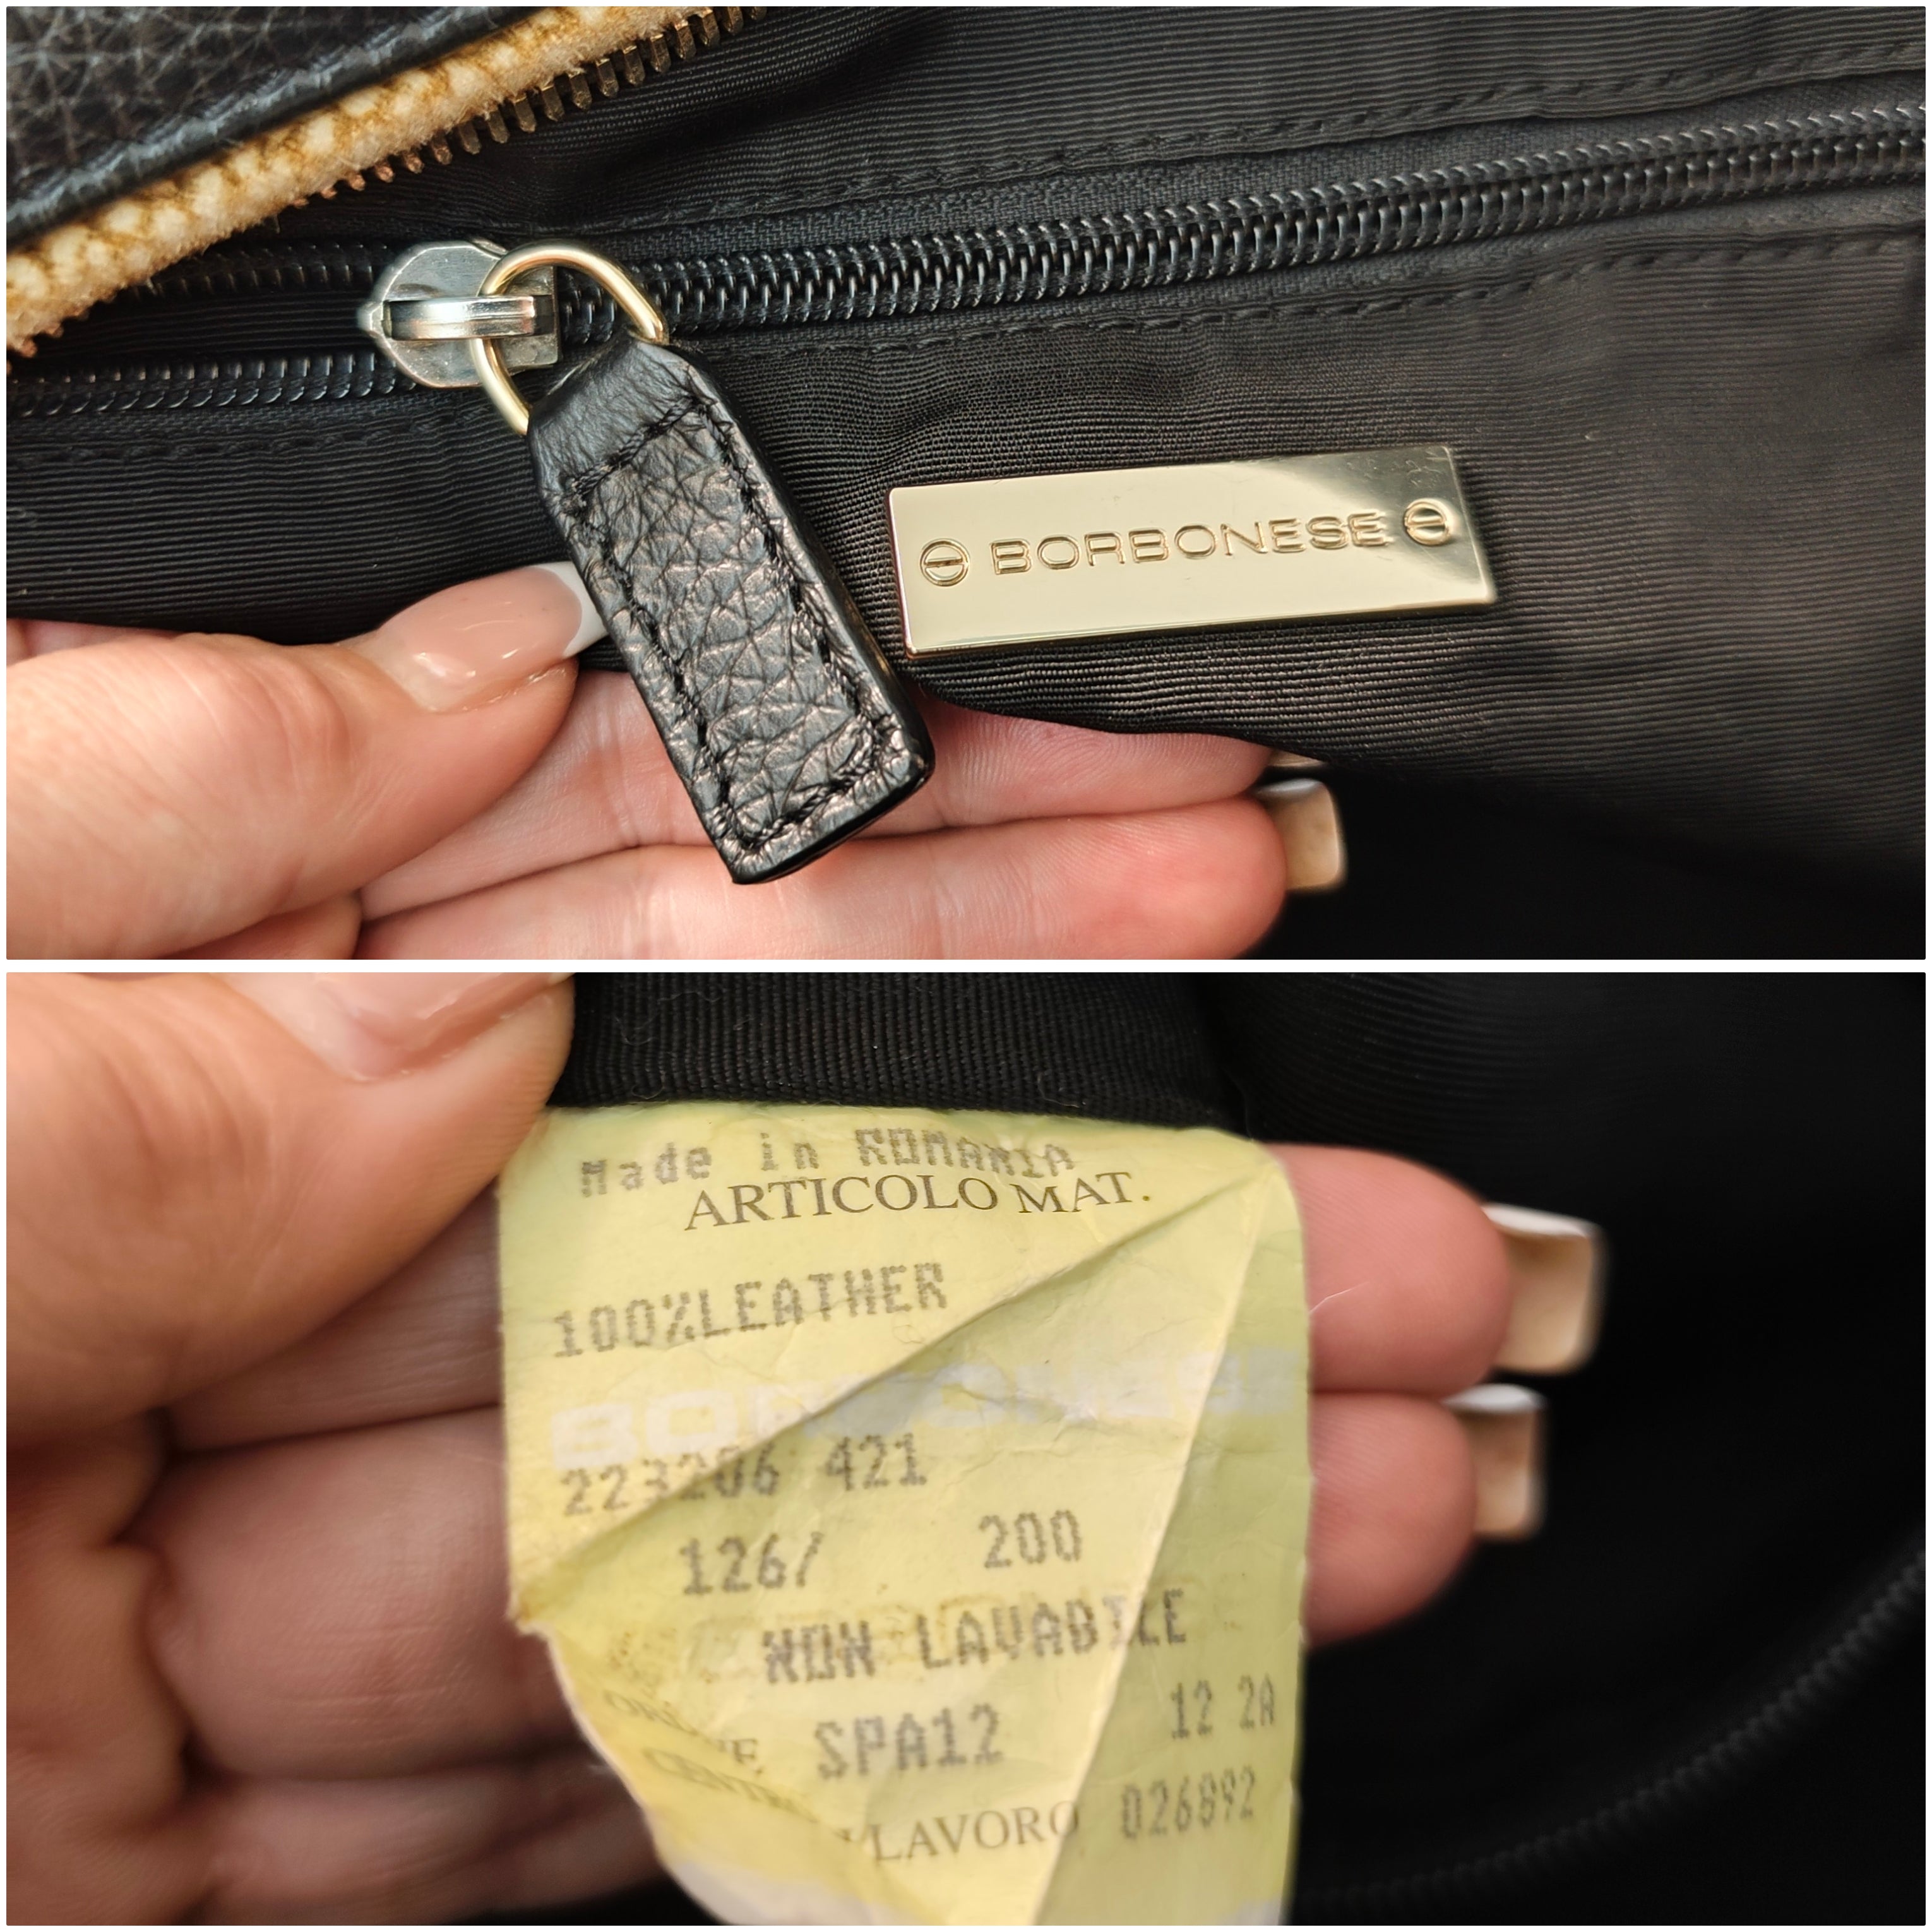 BORBONESE
Made in ROMANIA
ARTICOLO MAT.
100%LEATHER
BORBONESE
223206 421
126/ 200
NON LAVABILE
SPA12 12 2A
LAVORO 026892